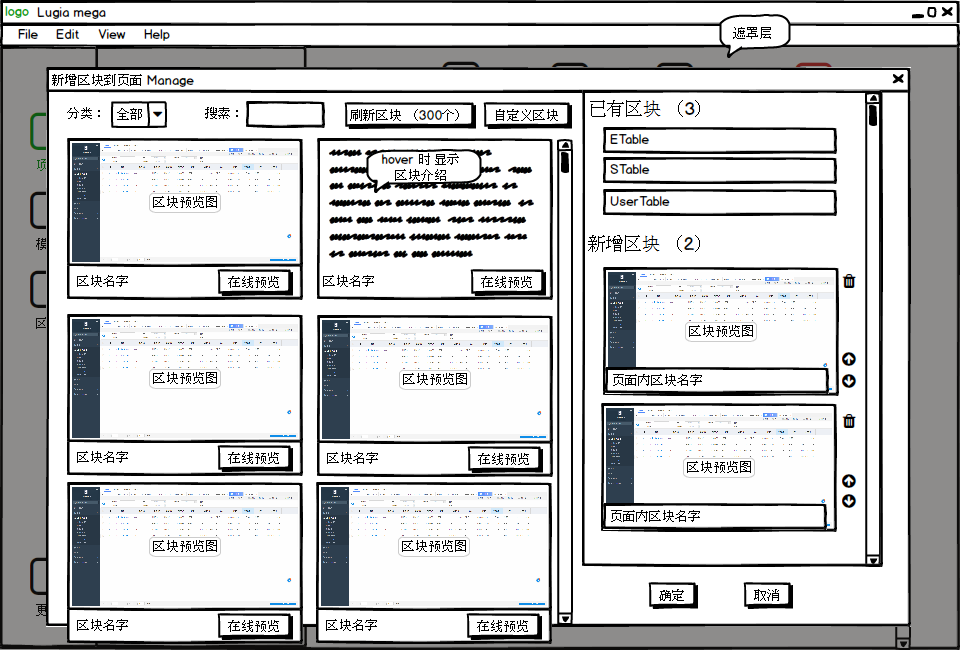 logo Lugia mega
File Edit View Help
遮罩层
新增区块到页面 Manage
分类： 全部 搜索： 刷新区块 （300个） 自定义区块
区块预览图
区块名字 在线预览
hover 时 显示
区块介绍
区块名字 在线预览
区块预览图
区块名字 在线预览
区块预览图
区块名字 在线预览
区块预览图
区块名字 在线预览
区块预览图
区块名字 在线预览
已有区块 （3）
ETable
STable
UserTable
新增区块 （2）
区块预览图
页面内区块名字
区块预览图
页面内区块名字
确定 取消